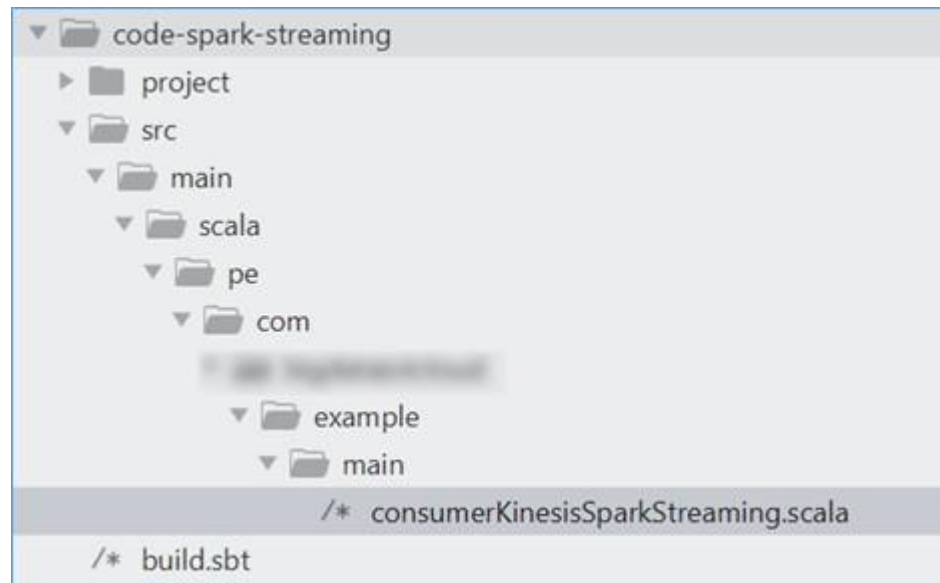 code-spark-streaming
project
src
main
scala
pe
com
example
main
/* consumerKinesisSparkStreaming.scala
/* build.sbt